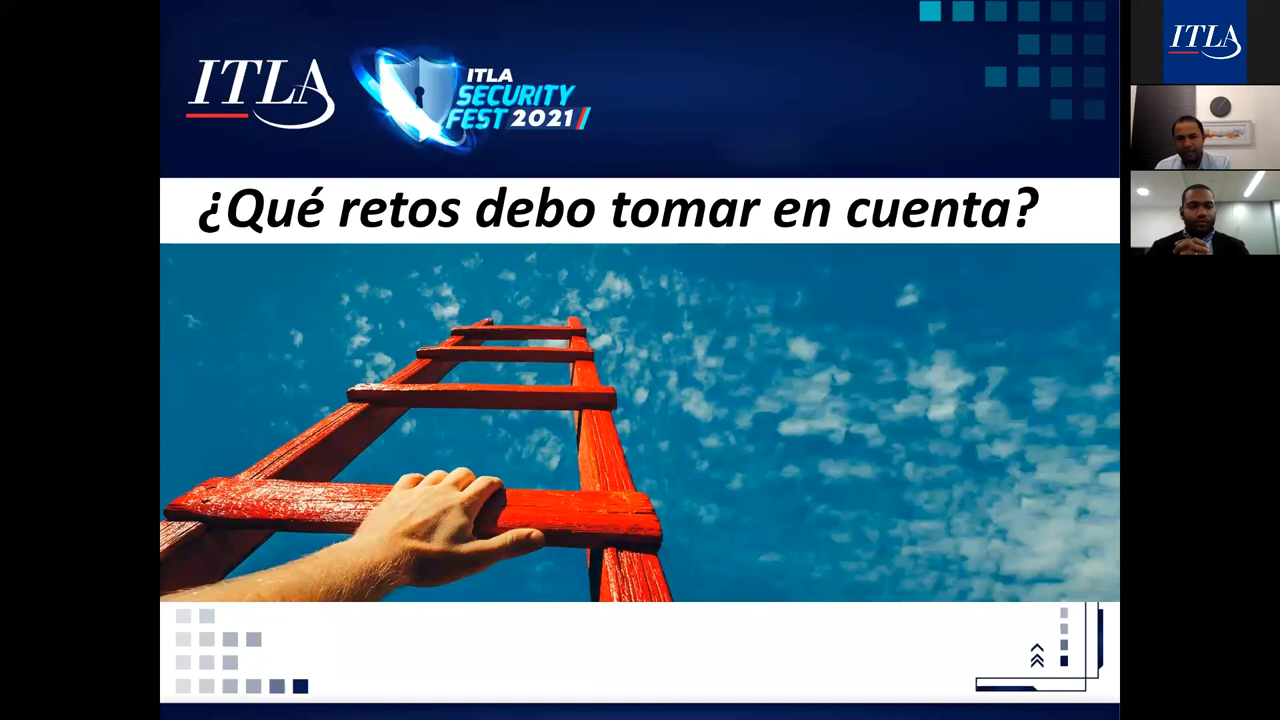 ITLA
ITLA
SECURITY
FEST 2021
¿Qué retos debo tomar en cuenta?
ITLA